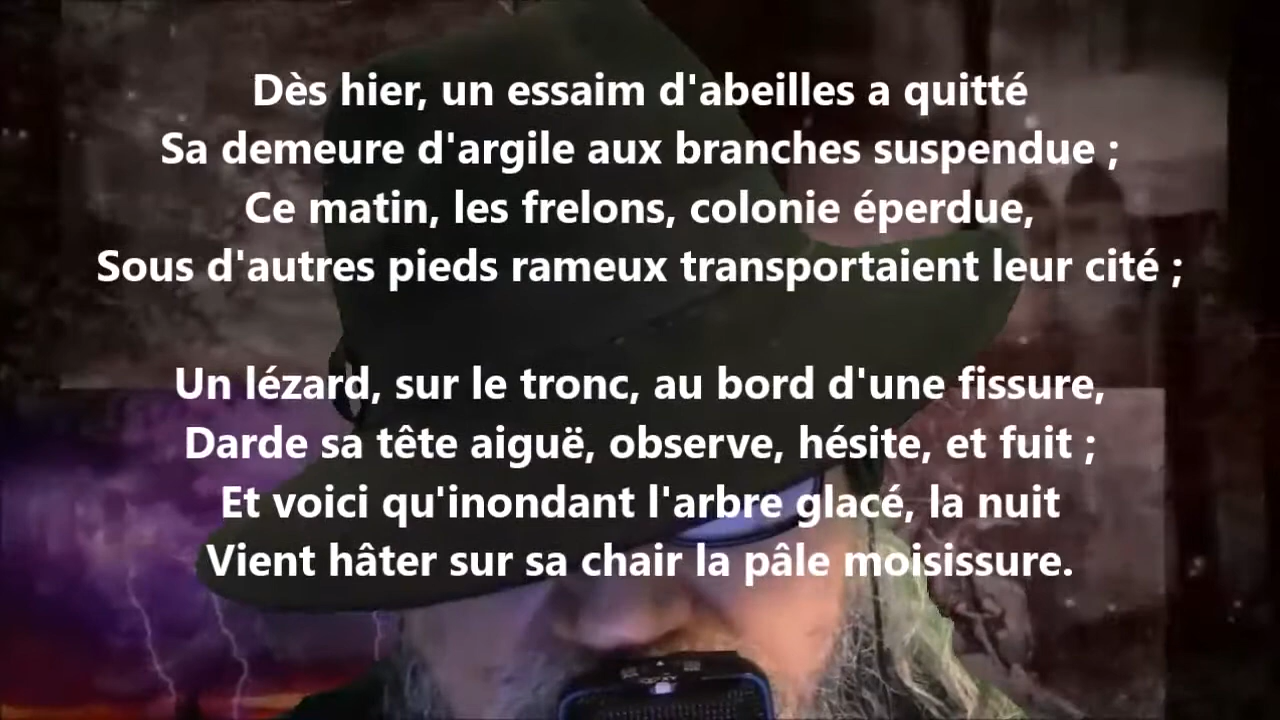 Dès hier, un essaim d'abeilles a quitté
Sa demeure d'argile aux branches suspendue ;
Ce matin, les frelons, colonie éperdue,
Sous d'autres pieds rameux transportaient leur cité ;
Un lézard, sur le tronc, au bord d'une fissure,
Darde sa tête aiguë, observe, hésite, et fuit ;
Et voici qu'inondant l'arbre glacé, la nuit
Vient hâter sur sa chair la pâle moisissure.